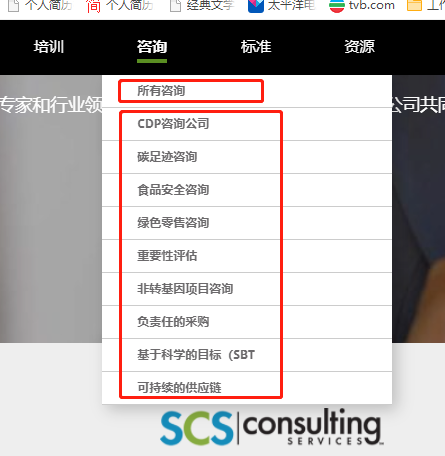 个人简历
个人简历
经典文学
太平洋电
tvb.com
工作
培训
咨询
标准
资源
专家和行业领
公司共同
所有咨询
CDP咨询公司
碳足迹咨询
食品安全咨询
绿色零售咨询
重要性评估
非转基因项目咨询
负责任的采购
基于科学的目标（SBT
可持续的供应链
SCS consulting
SERVICES™